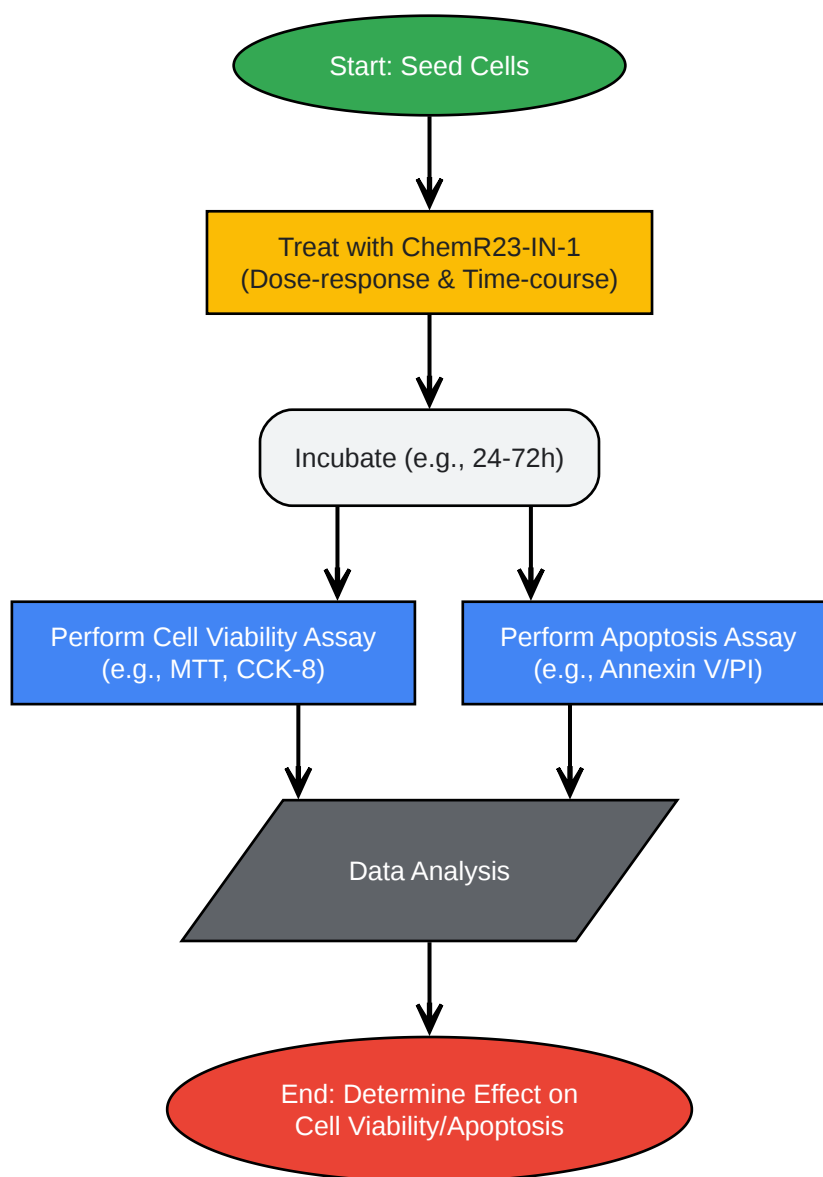 Start: Seed Cells
Treat with ChemR23-IN-1
(Dose-response & Time-course)
Incubate (e.g., 24-72h)
Perform Cell Viability Assay
(e.g., MTT, CCK-8)
Perform Apoptosis Assay
(e.g., Annexin V/PI)
Data Analysis
End: Determine Effect on
Cell Viability/Apoptosis